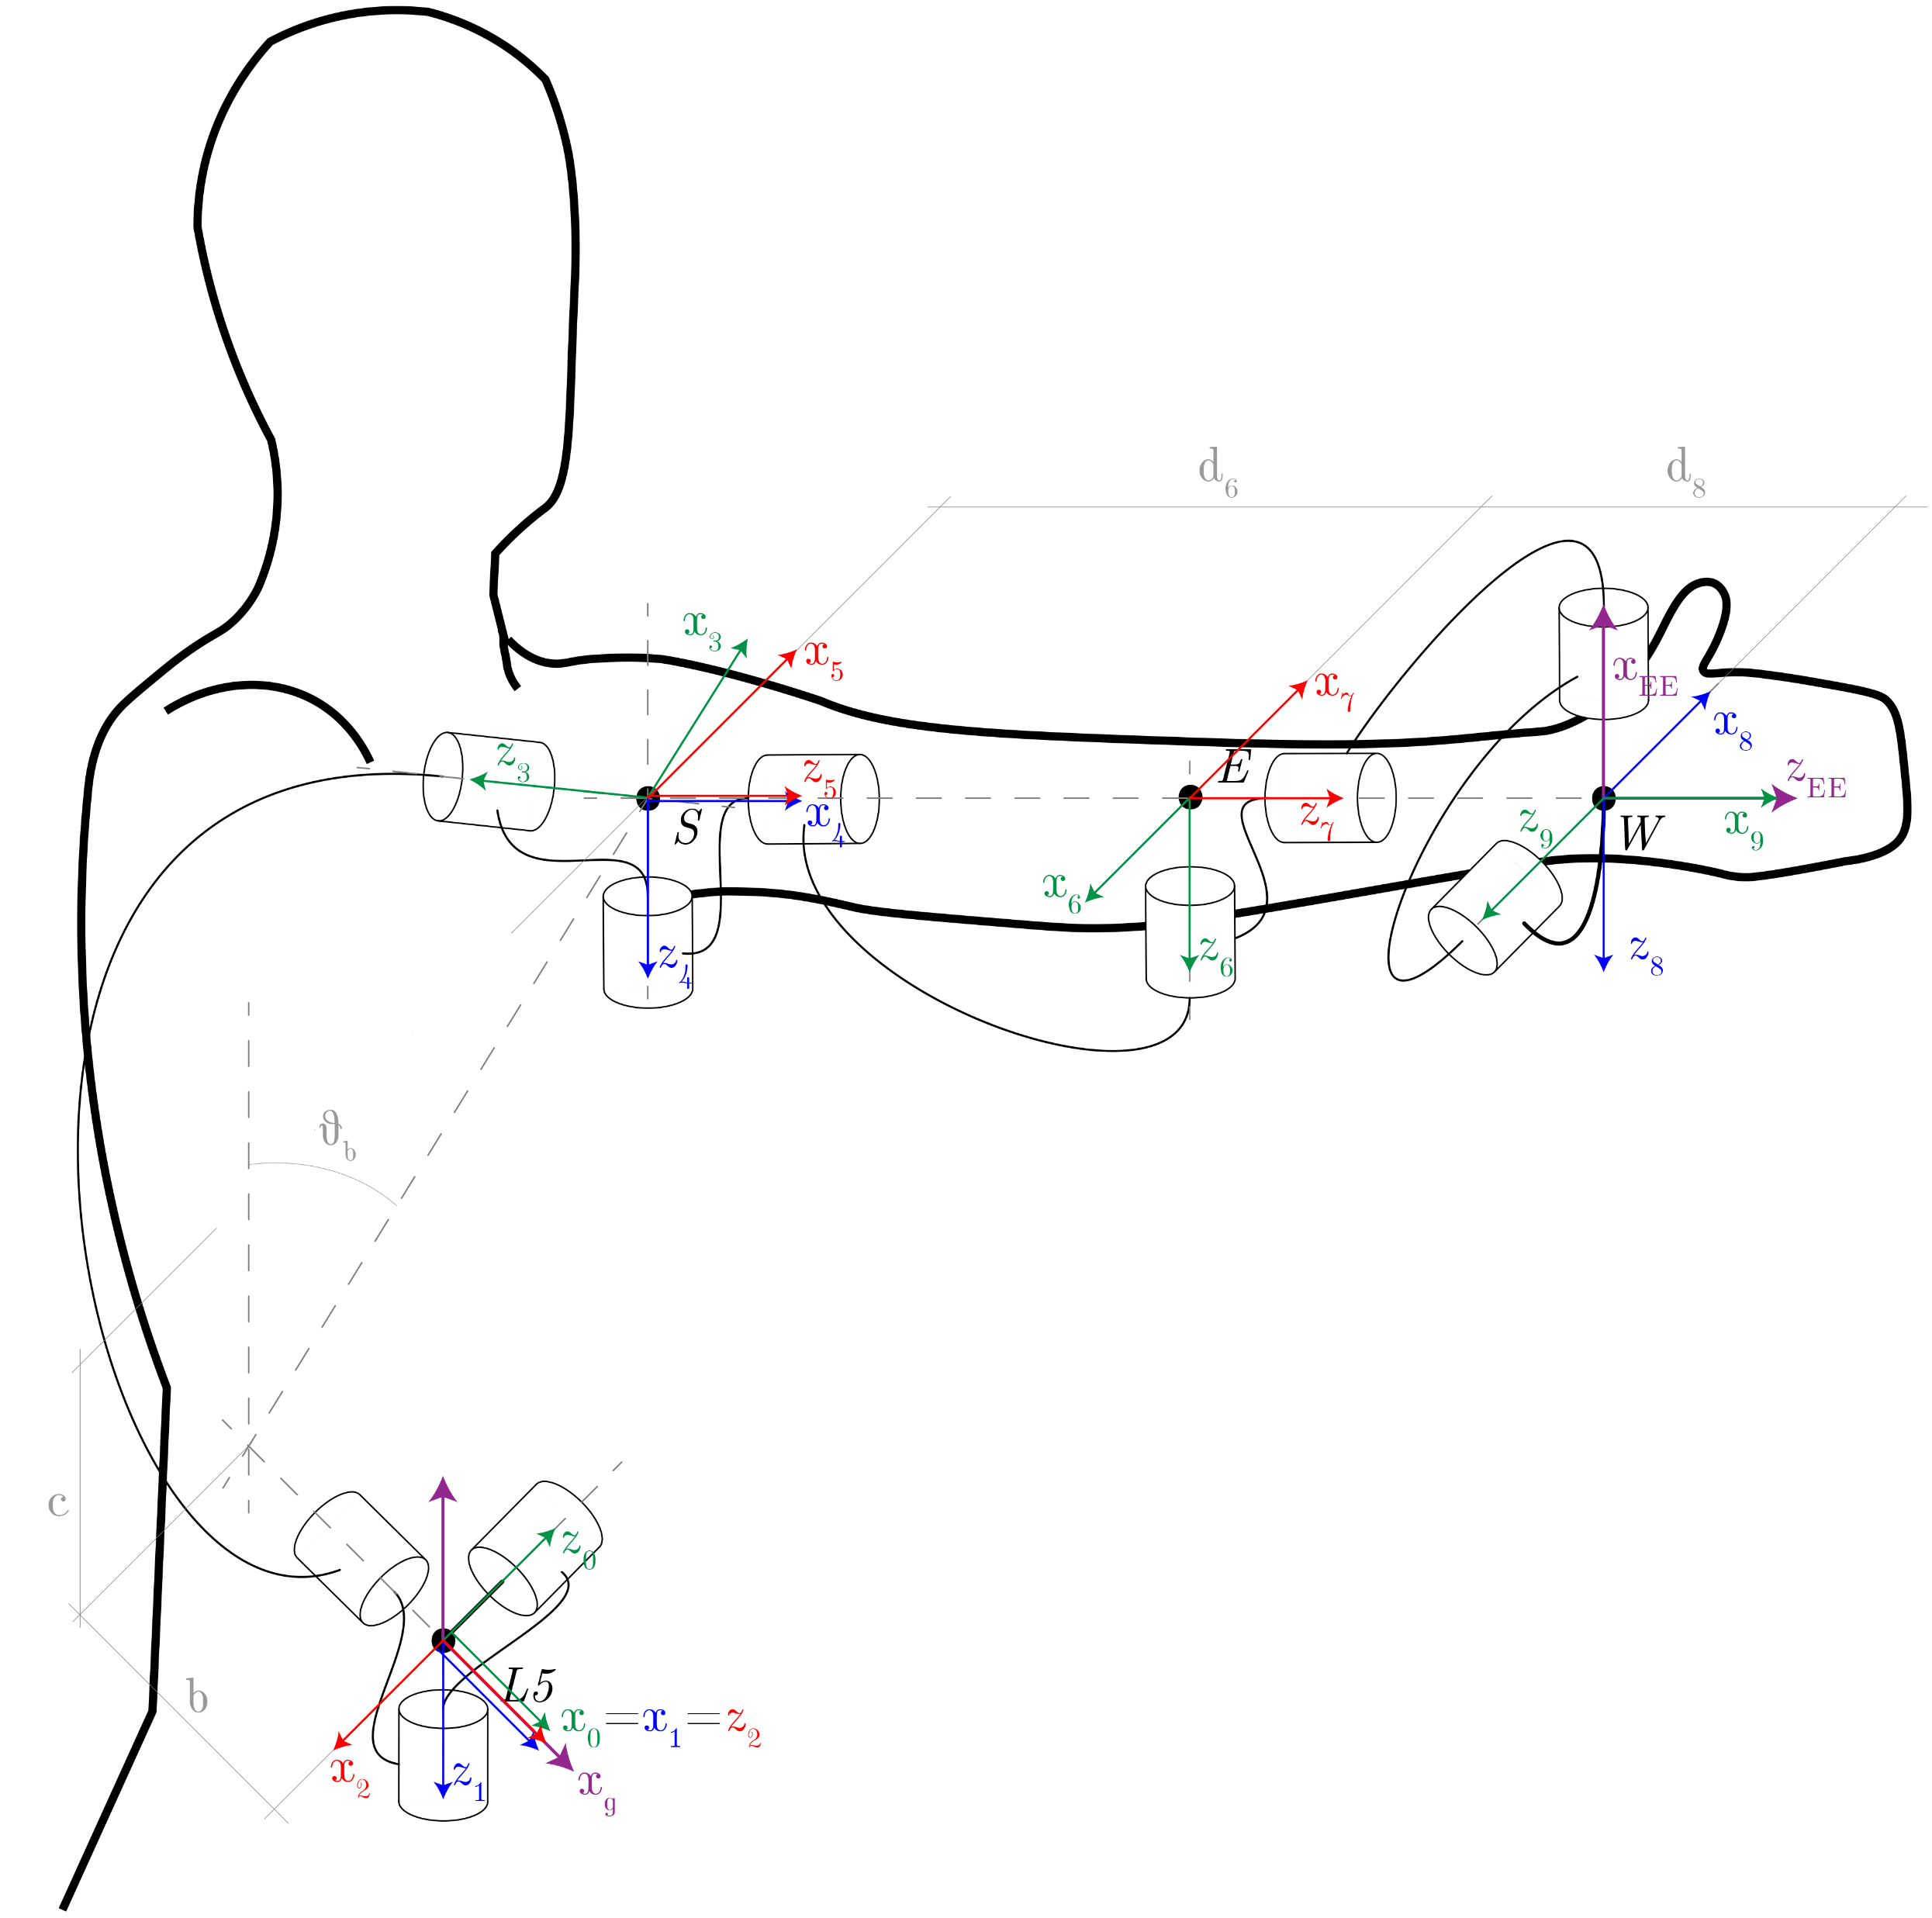 d6
d8
x3
x5
x7
z3
E
xEE
x8
z5
x4
zEE
S
z7
z9
W
x9
x6
z4
z6
z8
ϑb
c
z0
L5
b
x0=x1=z2
x2
z1
xg